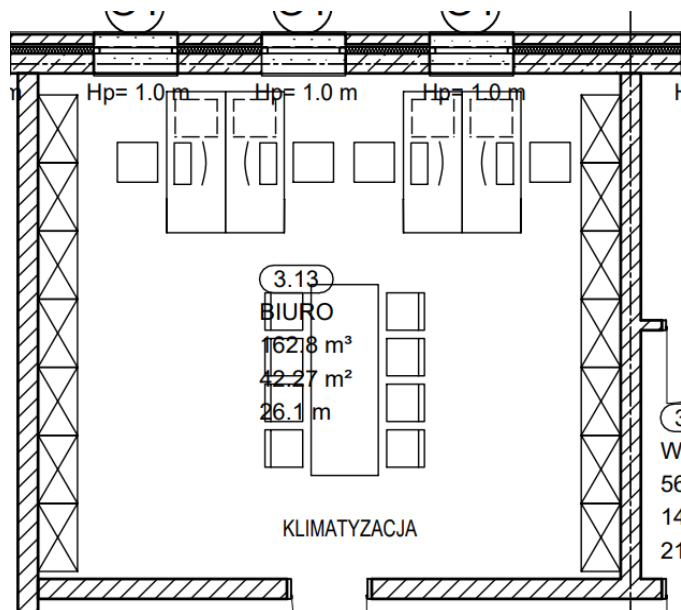 Hp= 1.0 m Hp= 1.0 m Hp= 1.0 m
3.13
BIURO
162.8 m³
42.27 m²
26.1 m
KLIMATYZACJA